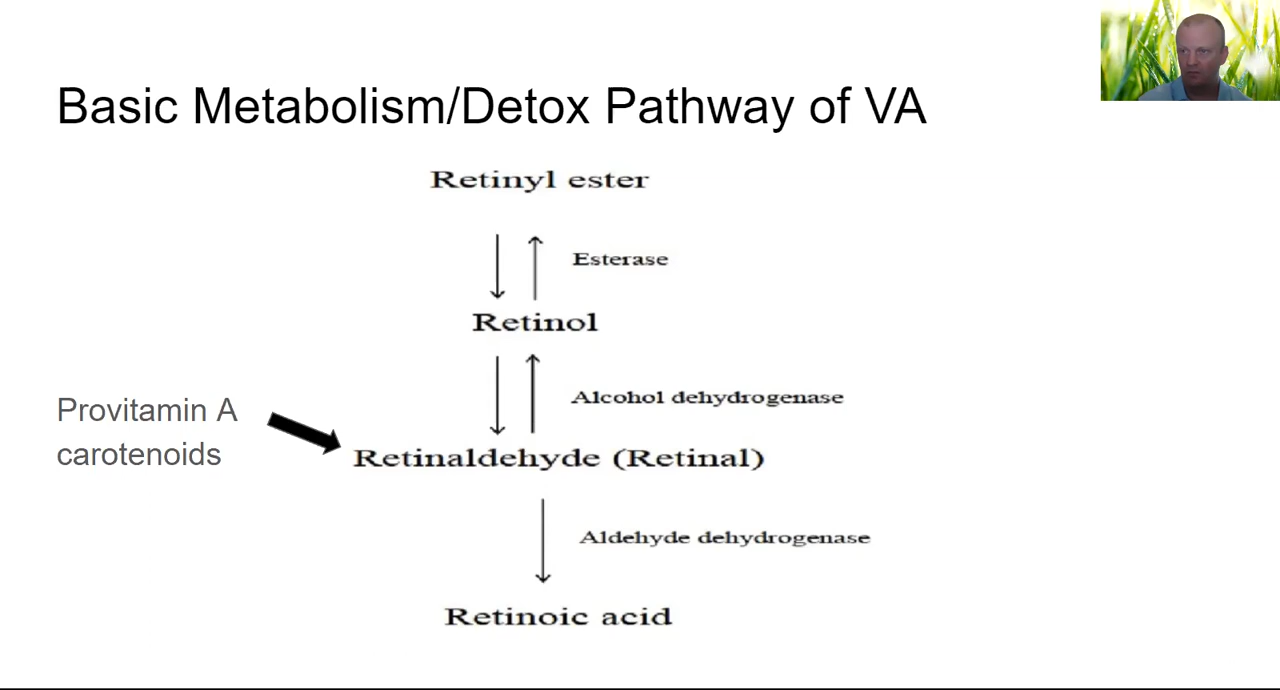 Basic Metabolism/Detox Pathway of VA
Retinyl ester
Esterase
Retinol
Alcohol dehydrogenase
Provitamin A
carotenoids
Retinaldehyde (Retinal)
Aldehyde dehydrogenase
Retinoic acid